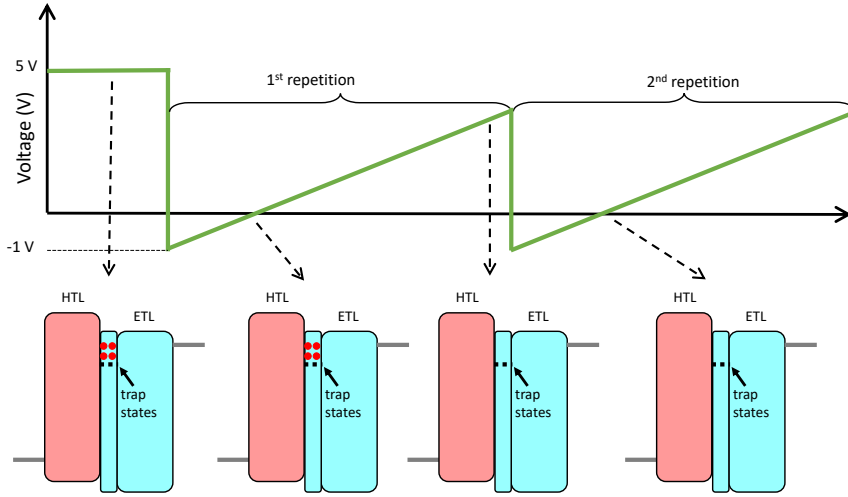 Voltage (V)
5 V
-1 V
1st repetition
2nd repetition
HTL
ETL
trap
states
HTL
ETL
trap
states
HTL
ETL
trap
states
HTL
ETL
trap
states